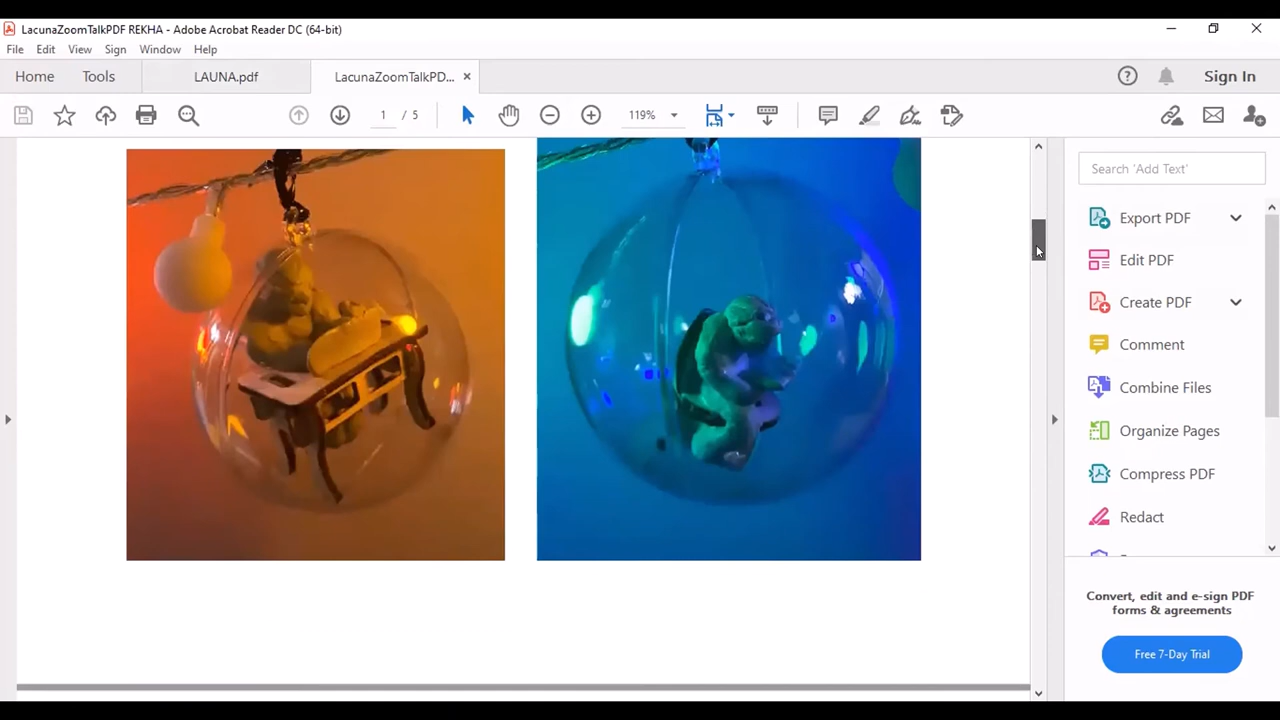 LacunaZoomTalkPDF REKHA - Adobe Acrobat Reader DC (64-bit)
File Edit View Sign Window Help
Home Tools LAUNA.pdf LacunaZoomTalkPD... Sign In
1 / 5 119%
Search 'Add Text'
Export PDF
Edit PDF
Create PDF
Comment
Combine Files
Organize Pages
Compress PDF
Redact
Convert, edit and e-sign PDF
forms & agreements
Free 7-Day Trial